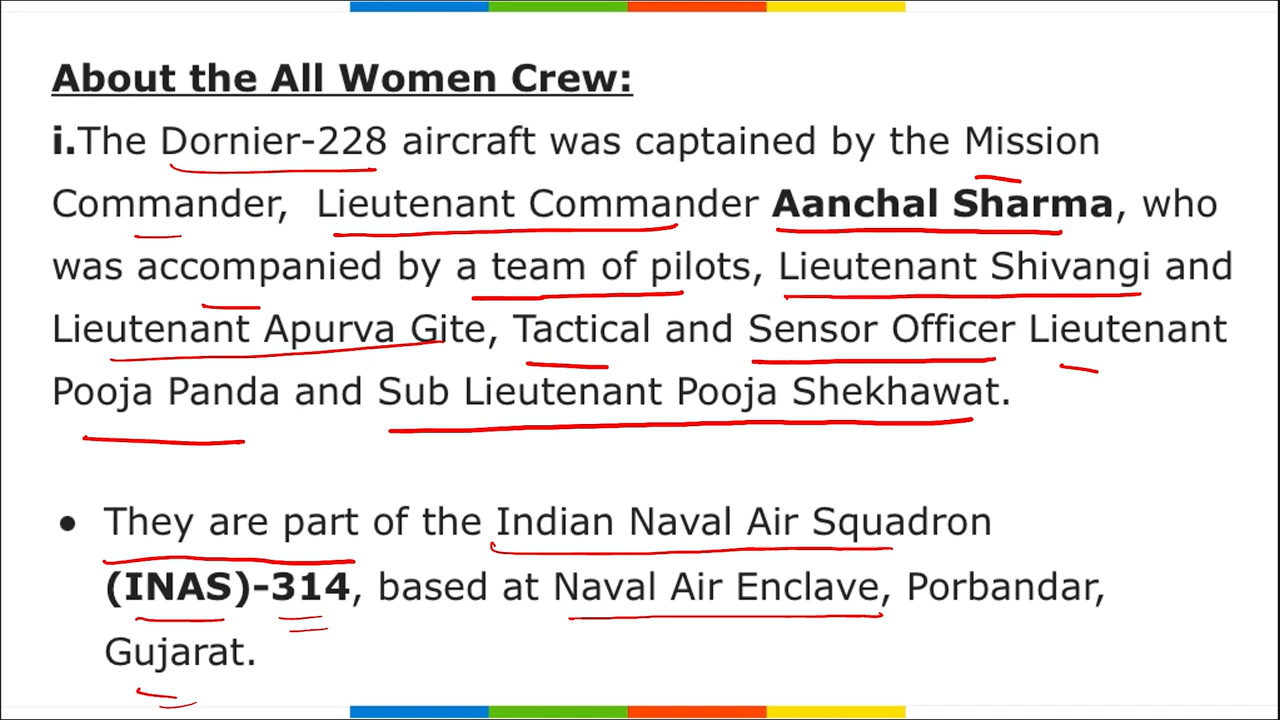 About the All Women Crew:
i.The Dornier-228 aircraft was captained by the Mission
Commander,  Lieutenant Commander Aanchal Sharma, who
was accompanied by a team of pilots, Lieutenant Shivangi and
Lieutenant Apurva Gite, Tactical and Sensor Officer Lieutenant
Pooja Panda and Sub Lieutenant Pooja Shekhawat.
• They are part of the Indian Naval Air Squadron
(INAS)-314, based at Naval Air Enclave, Porbandar,
Gujarat.